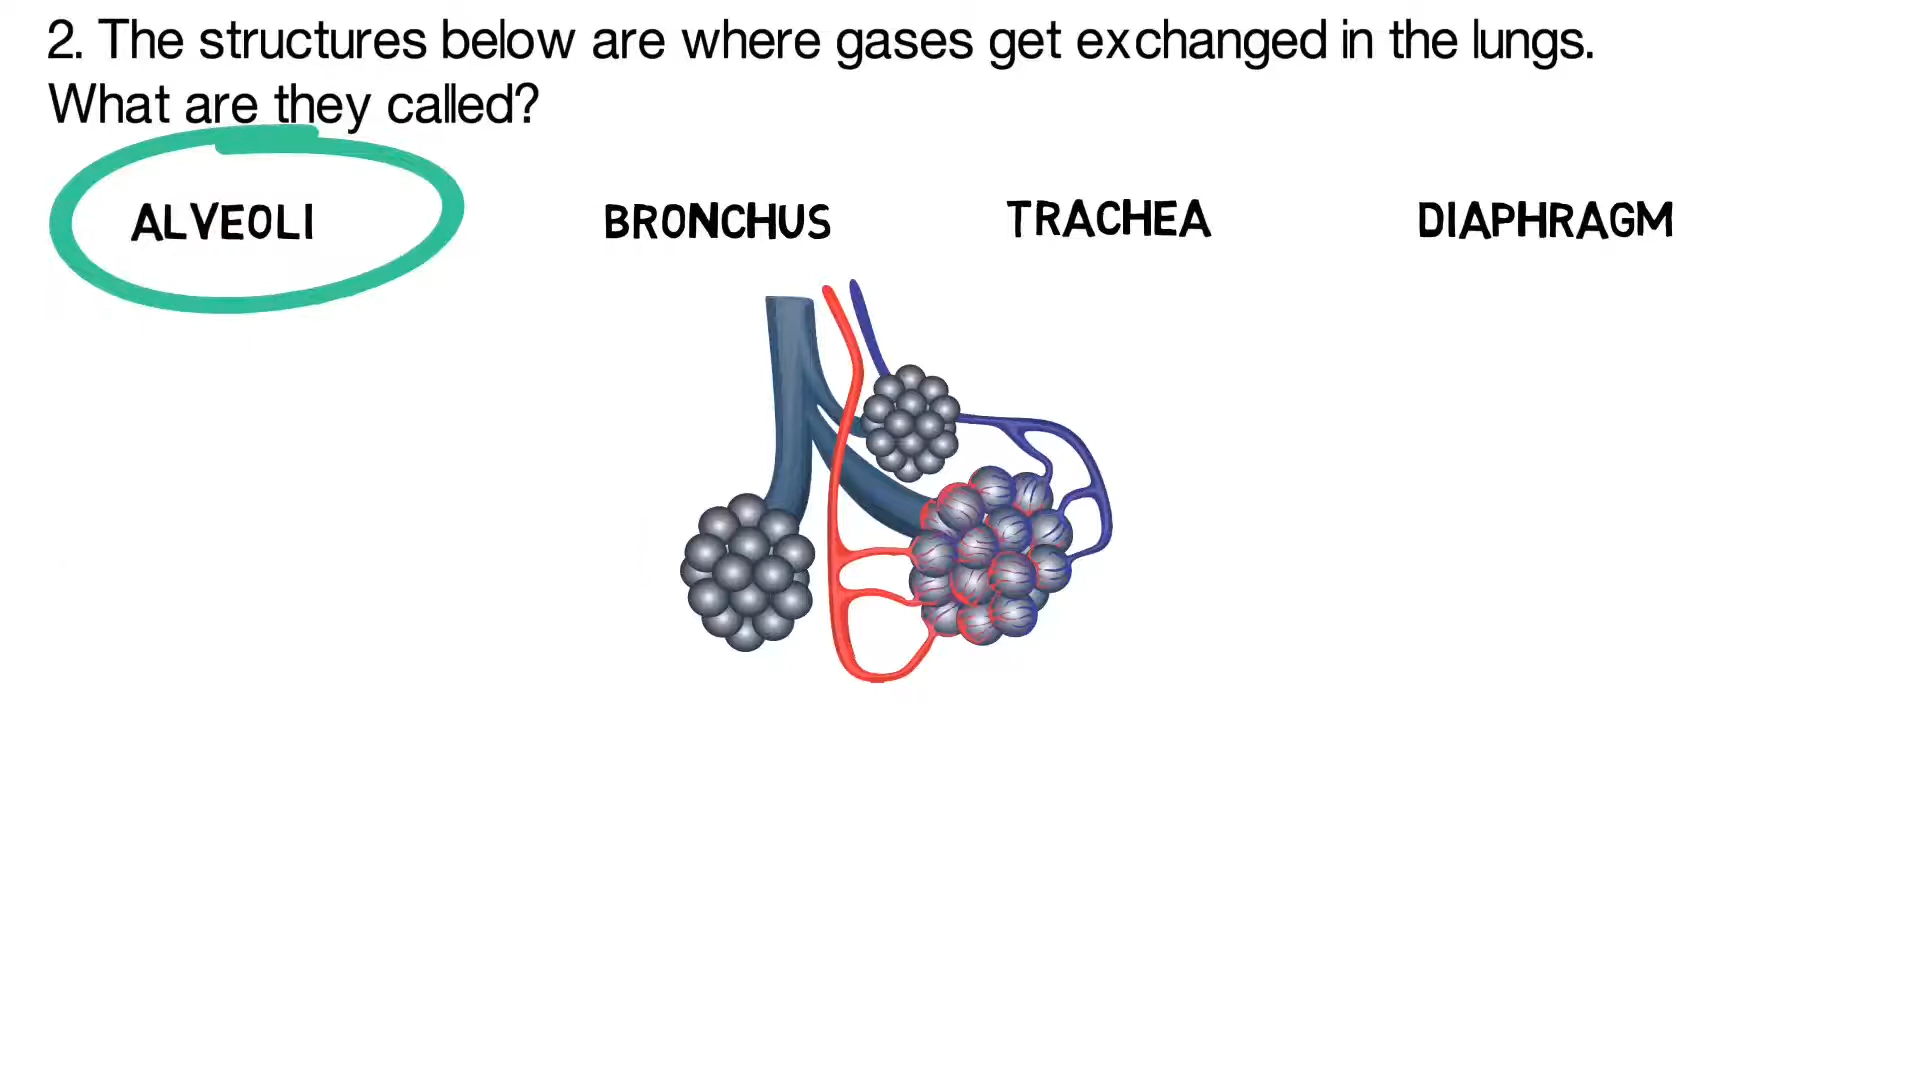 2. The structures below are where gases get exchanged in the lungs.
What are they called?
ALVEOLI BRONCHUS TRACHEA DIAPHRAGM